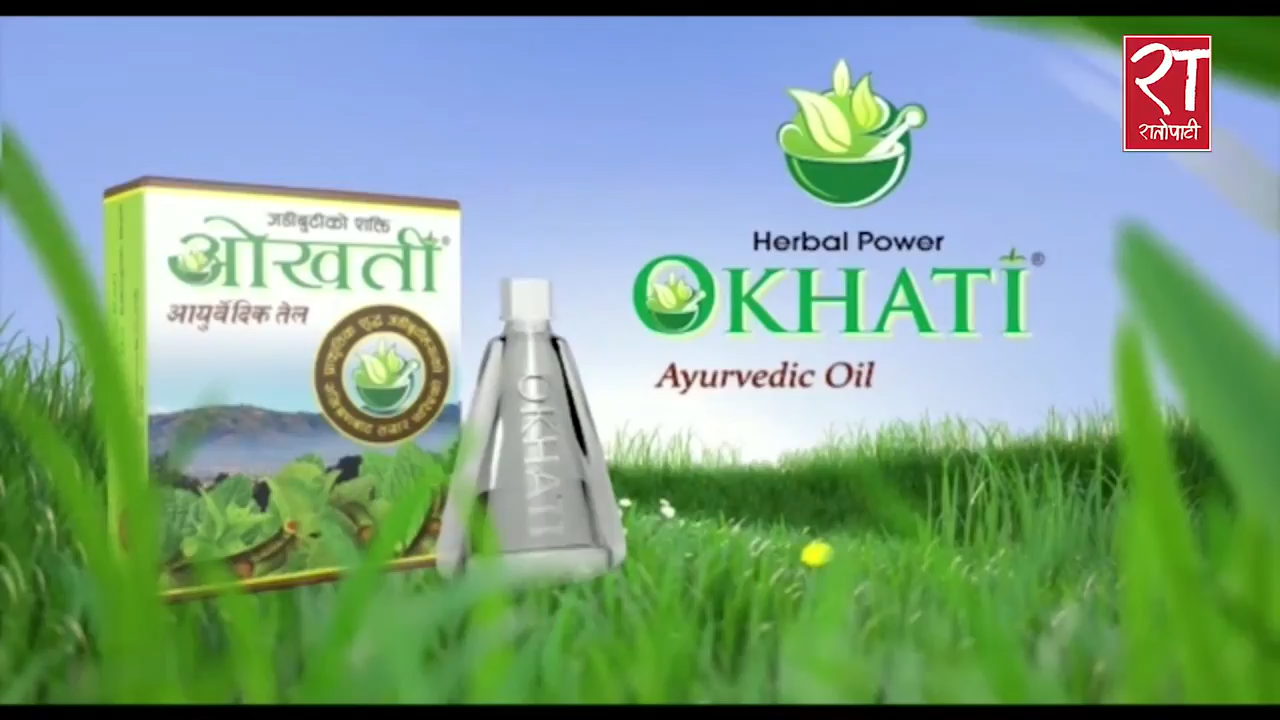 जडीबुटीको शक्ति
ओखती®
आयुर्वेदिक तेल
OKHATI
Herbal Power
OKHATI®
Ayurvedic Oil
रा
रातोपाटी